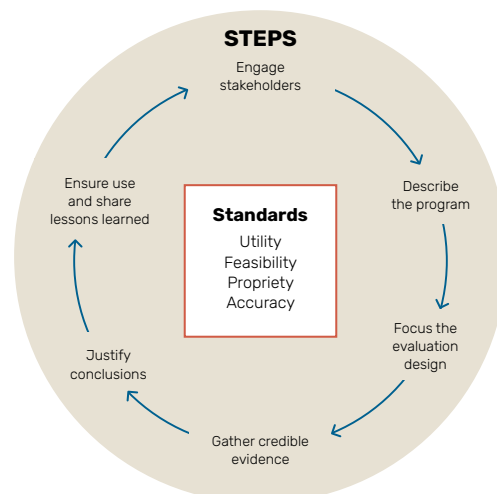 STEPS
Engage
stakeholders
Describe
the program
Focus the
evaluation
design
Gather credible
evidence
Justify
conclusions
Ensure use
and share
lessons learned
Standards
Utility
Feasibility
Propriety
Accuracy